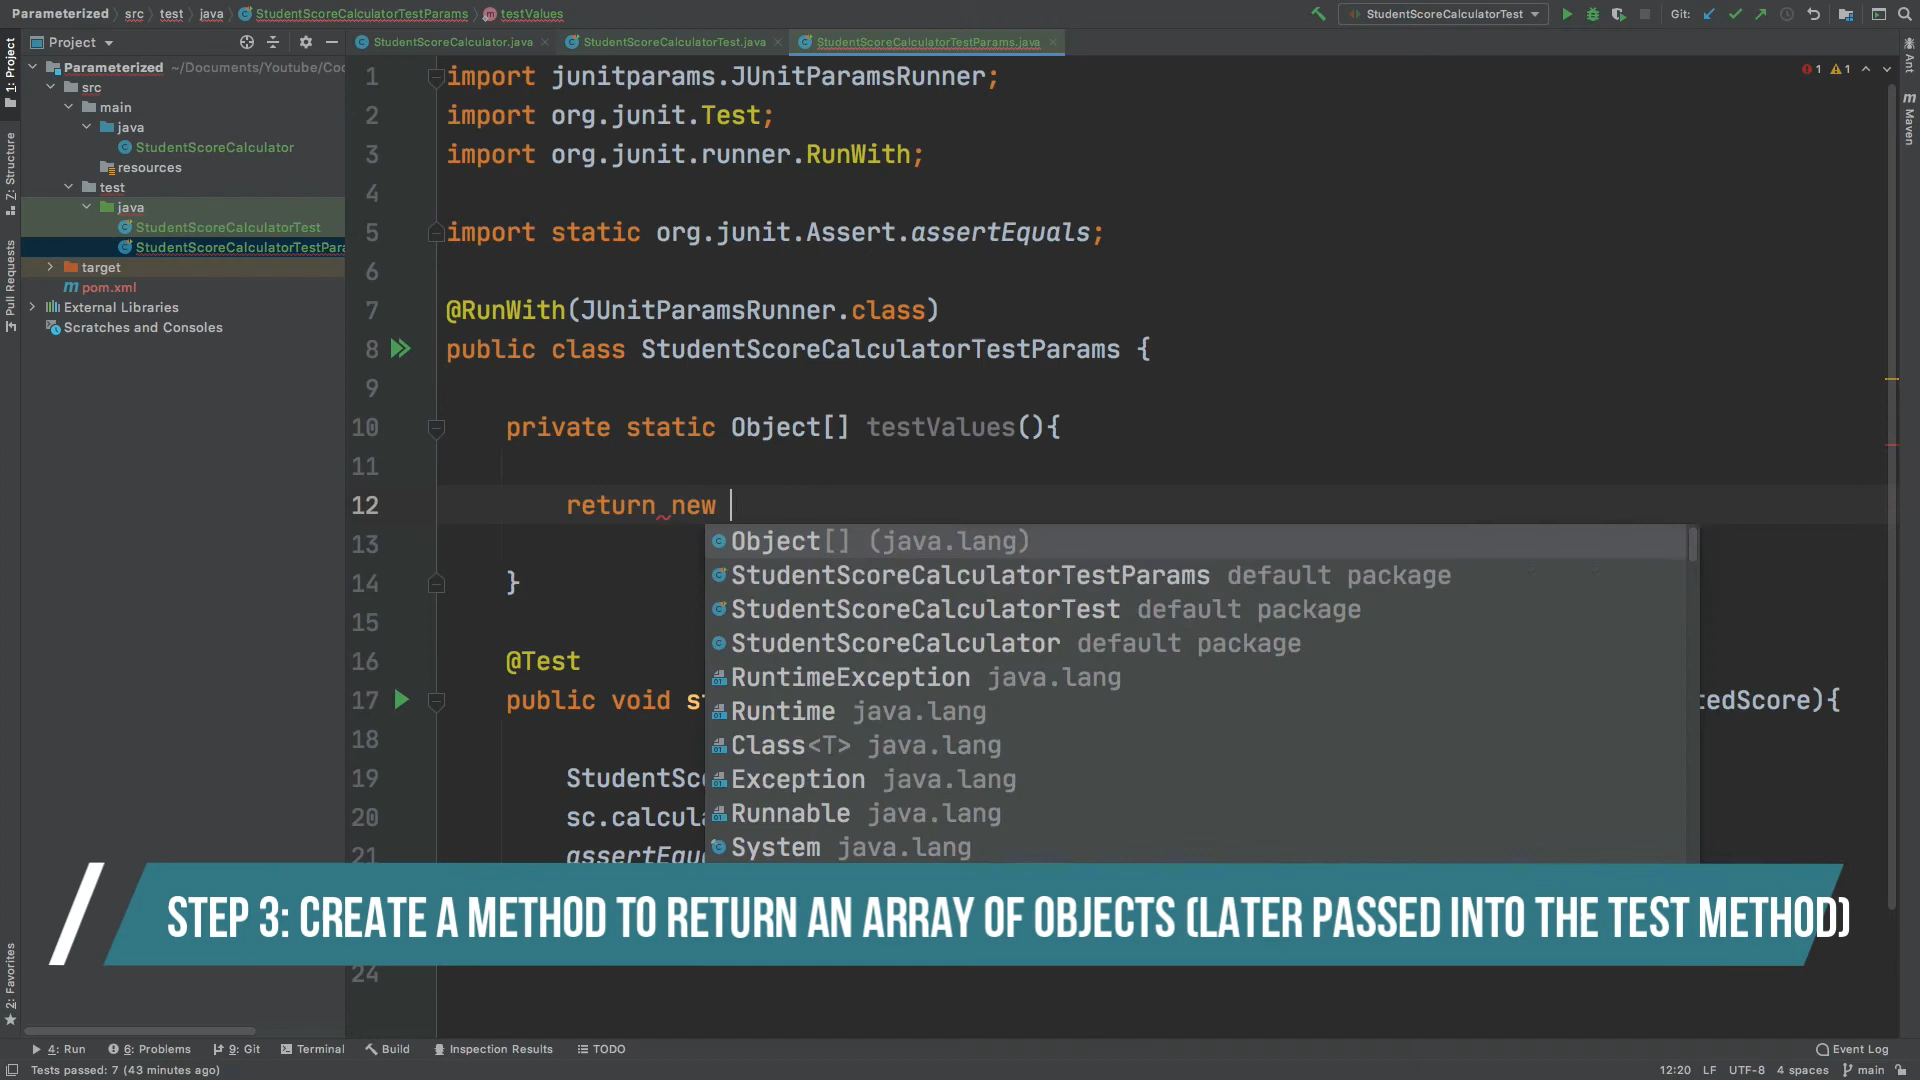 Parameterized src test java StudentScoreCalculatorTestParams testValues
StudentScoreCalculatorTest Git:
Project
StudentScoreCalculator.java StudentScoreCalculatorTest.java StudentScoreCalculatorTestParams.java
1: Project
Z: Structure
Pull Requests
2: Favorites
Parameterized ~/Documents/Youtube/Coc
src
main
java
StudentScoreCalculator
resources
test
java
StudentScoreCalculatorTest
StudentScoreCalculatorTestPara
target
pom.xml
External Libraries
Scratches and Consoles
1 import junitparams.JUnitParamsRunner;
2 import org.junit.Test;
3 import org.junit.runner.RunWith;
4
5 import static org.junit.Assert.assertEquals;
6
7 @RunWith(JUnitParamsRunner.class)
8 public class StudentScoreCalculatorTestParams {
9
10 private static Object[] testValues(){
11
12 return new
13
14 }
15
16 @Test
17 public void st tedScore){
18
19 StudentSco
20 sc.calcula
21 assertEqua
24
Object[] (java.lang)
StudentScoreCalculatorTestParams default package
StudentScoreCalculatorTest default package
StudentScoreCalculator default package
RuntimeException java.lang
Runtime java.lang
Class<T> java.lang
Exception java.lang
Runnable java.lang
System java.lang
1 1
Ant
Maven
STEP 3: CREATE A METHOD TO RETURN AN ARRAY OF OBJECTS (LATER PASSED INTO THE TEST METHOD)
4: Run 6: Problems 9: Git Terminal Build Inspection Results TODO Event Log
Tests passed: 7 (43 minutes ago) 12:20 LF UTF-8 4 spaces main